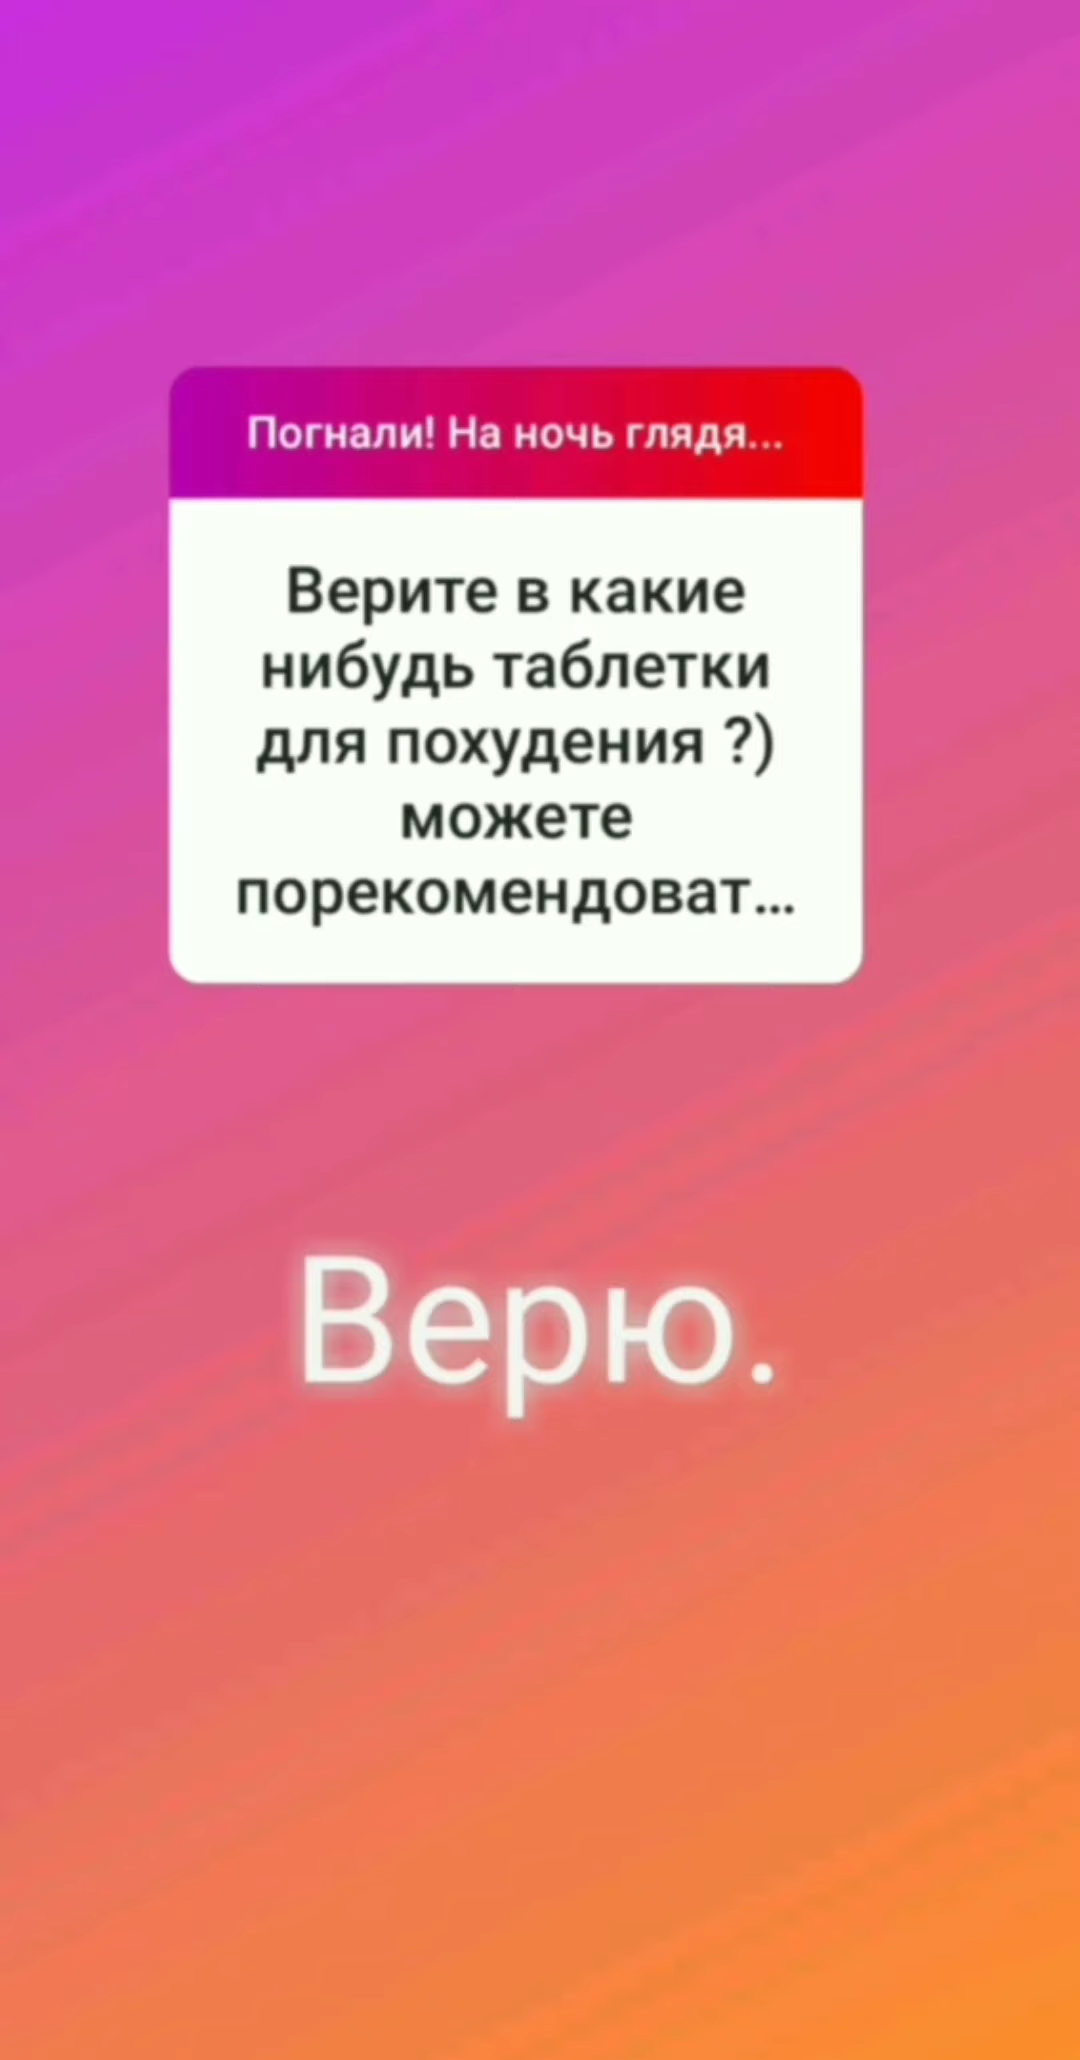 Погнали! На ночь глядя...
Верите в какие
нибудь таблетки
для похудения ?)
можете
порекомендоват...
Верю.